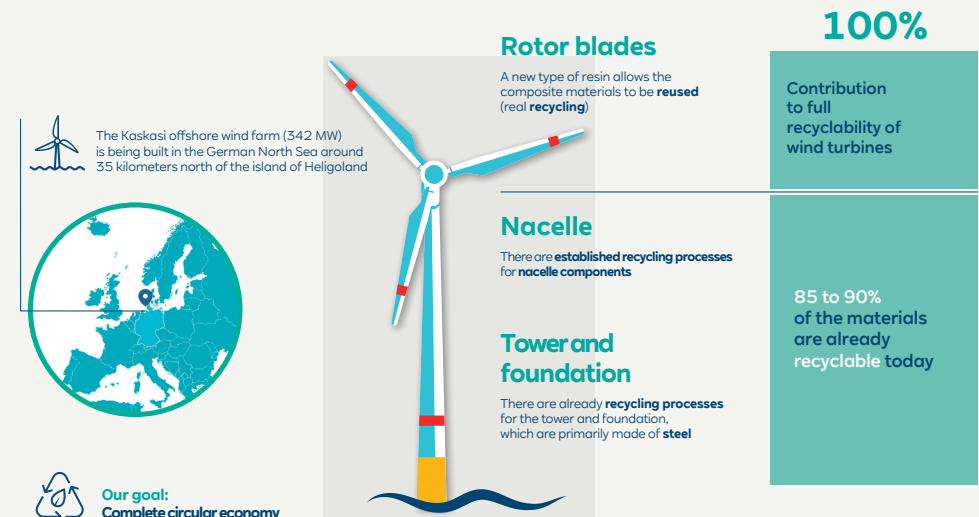 100%
Rotor blades
A new type of resin allows the
composite materials to be reused
(real recycling)
Contribution
to full
recyclability of
wind turbines
The Kaskasi offshore wind farm (342 MW)
is being built in the German North Sea around
35 kilometers north of the island of Heligoland
Nacelle
There are established recycling processes
for nacelle components
85 to 90%
of the materials
are already
recyclable today
Tower and
foundation
There are already recycling processes
for the tower and foundation,
which are primarily made of steel
Our goal:
Complete circular economy